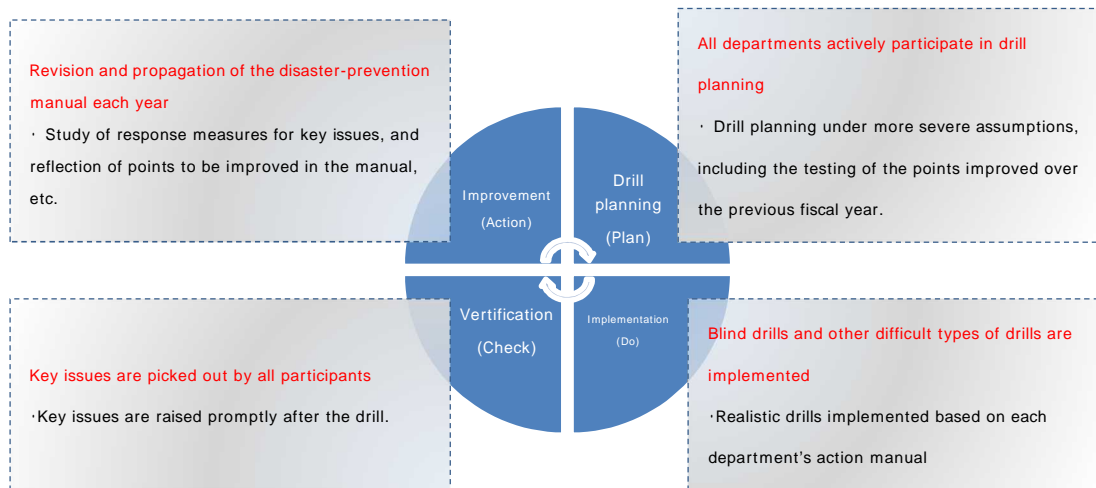 Revision and propagation of the disaster-prevention
manual each year
· Study of response measures for key issues, and
reflection of points to be improved in the manual,
etc.
All departments actively participate in drill
planning
· Drill planning under more severe assumptions,
including the testing of the points improved over
the previous fiscal year.
Improvement
(Action)
Drill
planning
(Plan)
Vertification
(Check)
Implementation
(Do)
Key issues are picked out by all participants
·Key issues are raised promptly after the drill.
Blind drills and other difficult types of drills are
implemented
·Realistic drills implemented based on each
department's action manual